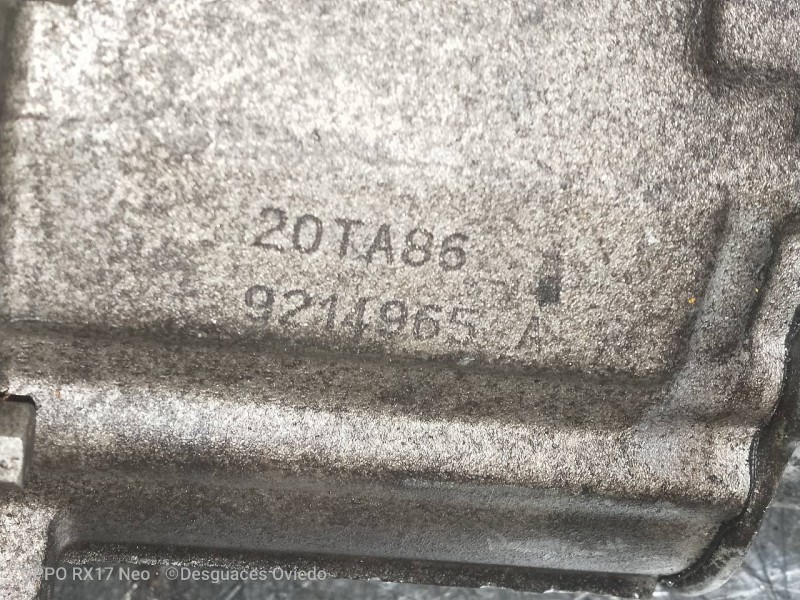 20TA86
9214965 A
PO RX17 Neo · ©Desguaces Oviedo